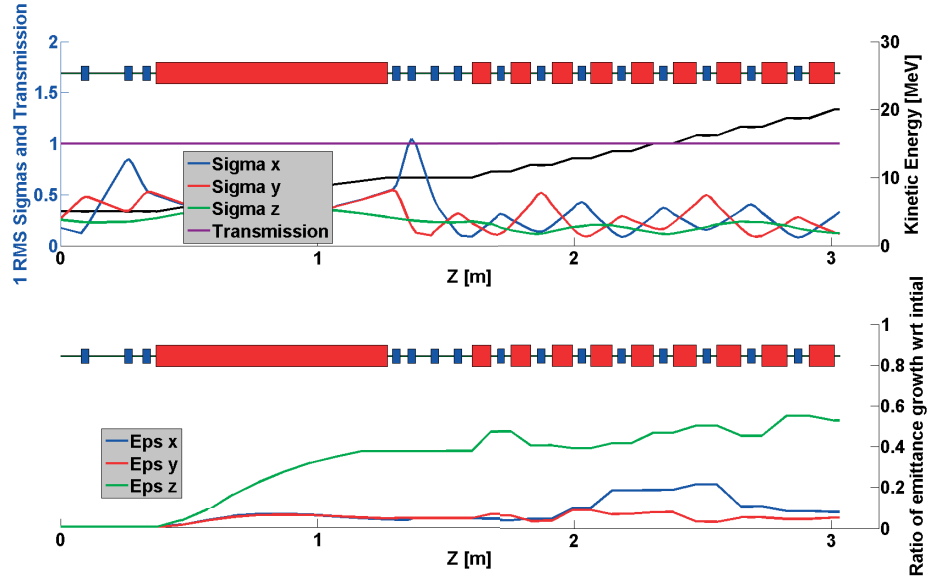 1 RMS Sigmas and Transmission
2
1.5
1
0.5
0
30
20
10
0
Kinetic Energy [MeV]
Sigma x
Sigma y
Sigma z
Transmission
0
1
2
3
Z [m]
Ratio of emittance growth wrt intial
1
0.8
0.6
0.4
0.2
0
Eps x
Eps y
Eps z
0
1
2
3
Z [m]